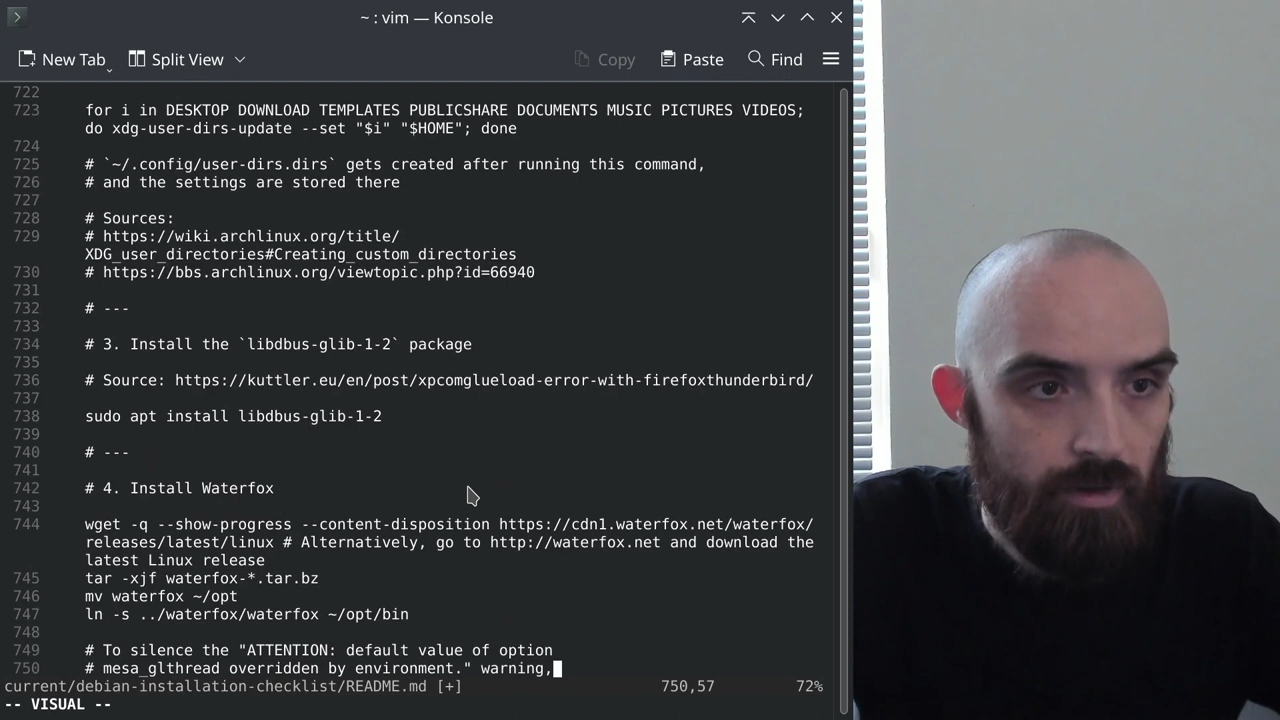 ~ : vim — Konsole
New Tab
Split View
Copy
Paste
Find
722
723 for i in DESKTOP DOWNLOAD TEMPLATES PUBLICSHARE DOCUMENTS MUSIC PICTURES VIDEOS;
do xdg-user-dirs-update --set "$i" "$HOME"; done
724
725 # `~/.config/user-dirs.dirs` gets created after running this command,
726 # and the settings are stored there
727
728 # Sources:
729 # https://wiki.archlinux.org/title/
XDG_user_directories#Creating_custom_directories
730 # https://bbs.archlinux.org/viewtopic.php?id=66940
731
732 # ---
733
734 # 3. Install the `libdbus-glib-1-2` package
735
736 # Source: https://kuttler.eu/en/post/xpcomglueload-error-with-firefoxthunderbird/
737
738 sudo apt install libdbus-glib-1-2
739
740 # ---
741
742 # 4. Install Waterfox
743
744 wget -q --show-progress --content-disposition https://cdn1.waterfox.net/waterfox/
releases/latest/linux # Alternatively, go to http://waterfox.net and download the
latest Linux release
745 tar -xjf waterfox-*.tar.bz
746 mv waterfox ~/opt
747 ln -s ../waterfox/waterfox ~/opt/bin
748
749 # To silence the "ATTENTION: default value of option
750 # mesa_glthread overridden by environment." warning,
current/debian-installation-checklist/README.md [+] 750,57 72%
-- VISUAL --